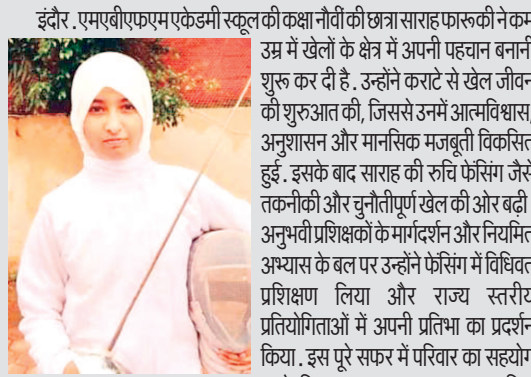 इंदौर. एमएबीएफएम एकेडमी स्कूल की कक्षा नौवीं की छात्रा साराह फारूकी ने कम
उम्र में खेलों के क्षेत्र में अपनी पहचान बनानी
शुरू कर दी है. उन्होंने कराटे से खेल जीवन
की शुरुआत की, जिससे उनमें आत्मविश्वास,
अनुशासन और मानसिक मजबूती विकसित
हुई. इसके बाद साराह की रुचि फेंसिंग जैसे
तकनीकी और चुनौतीपूर्ण खेल की ओर बढ़ी
अनुभवी प्रशिक्षकों के मार्गदर्शन और नियमित
अभ्यास के बल पर उन्होंने फेंसिंग में विधिवत
प्रशिक्षण लिया और राज्य स्तरीय
प्रतियोगिताओं में अपनी प्रतिभा का प्रदर्शन
किया. इस पूरे सफर में परिवार का सहयोग